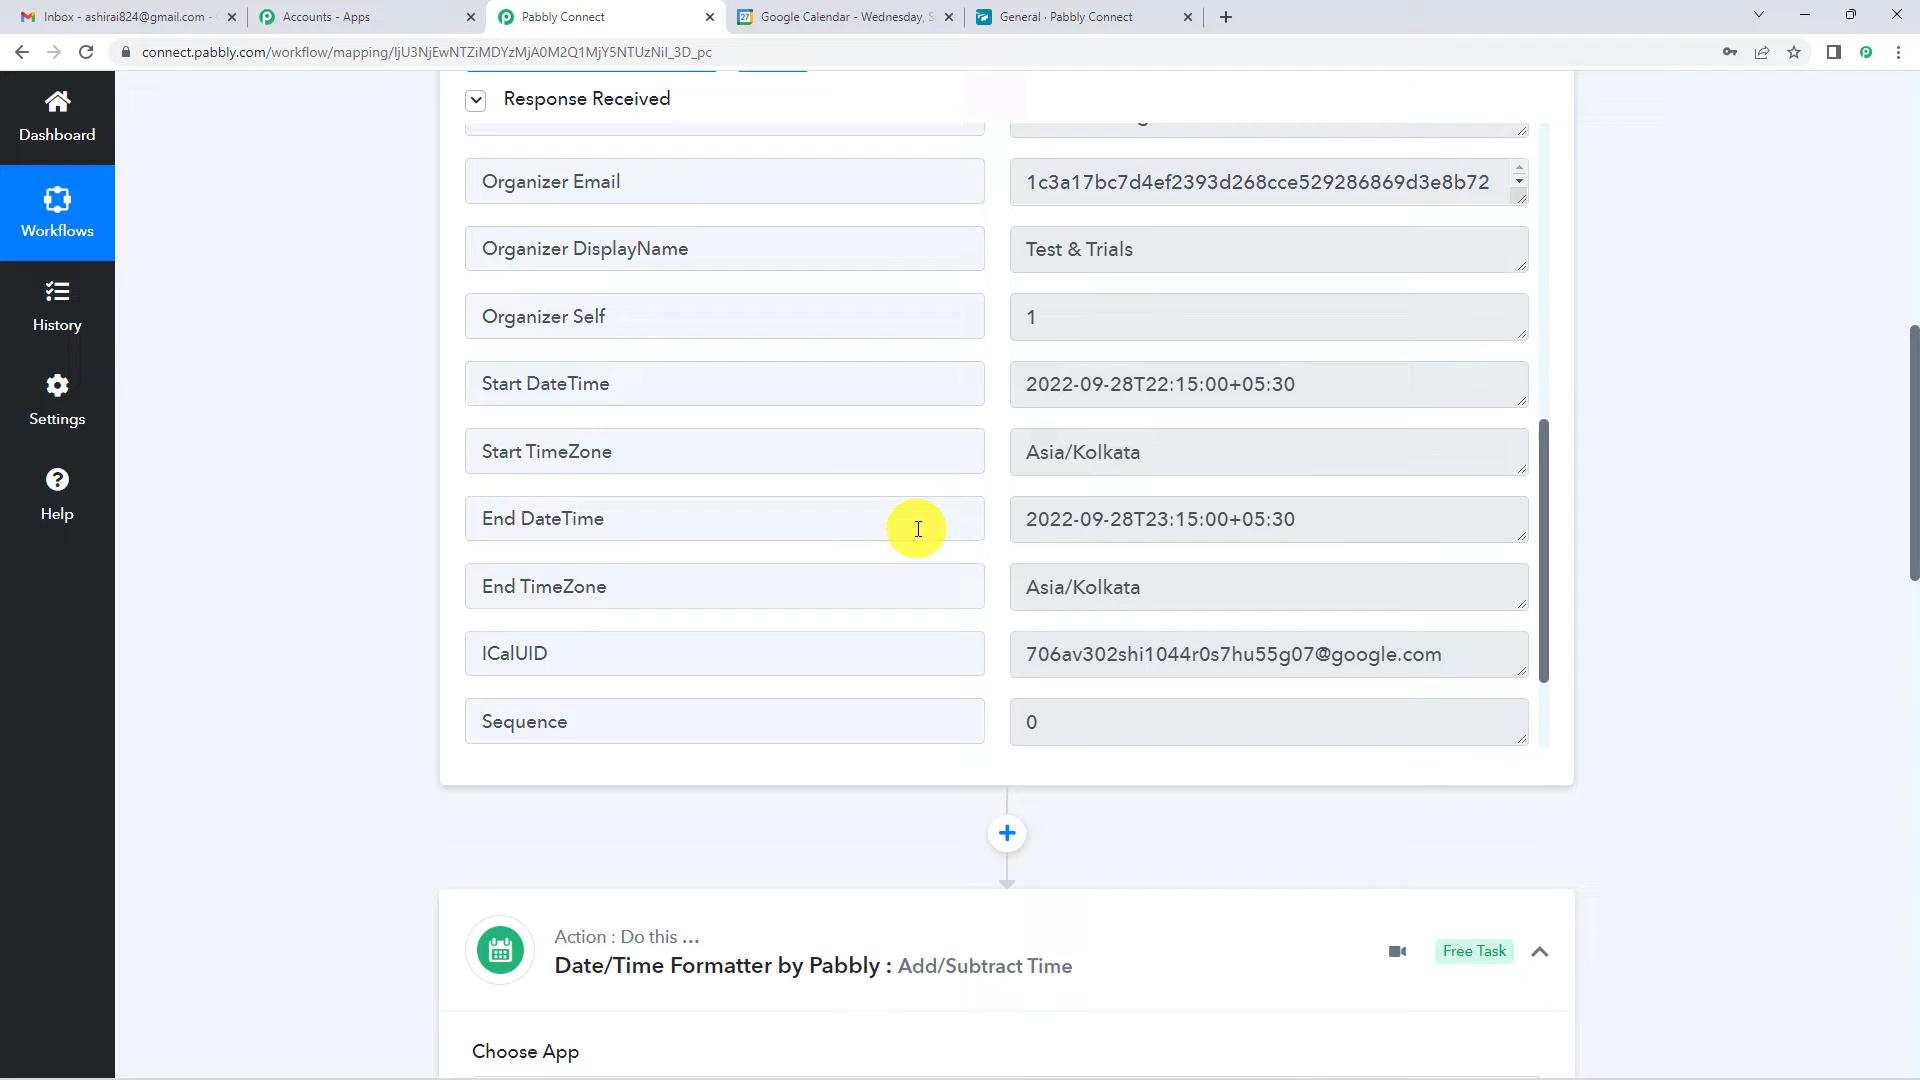 Inbox - ashirai824@gmail.com -
Accounts - Apps
Pabbly Connect
Google Calendar - Wednesday, S
General · Pabbly Connect
connect.pabbly.com/workflow/mapping/IjU3NjEwNTZiMDYzMjA0M2Q1MjY5NTUzNiI_3D_pc
Dashboard
Workflows
History
Settings
Help
Response Received
Organizer Email
1c3a17bc7d4ef2393d268cce529286869d3e8b72
Organizer DisplayName
Test & Trials
Organizer Self
1
Start DateTime
2022-09-28T22:15:00+05:30
Start TimeZone
Asia/Kolkata
End DateTime
2022-09-28T23:15:00+05:30
End TimeZone
Asia/Kolkata
ICalUID
706av302shi1044r0s7hu55g07@google.com
Sequence
0
Action : Do this ...
Date/Time Formatter by Pabbly : Add/Subtract Time
Free Task
Choose App